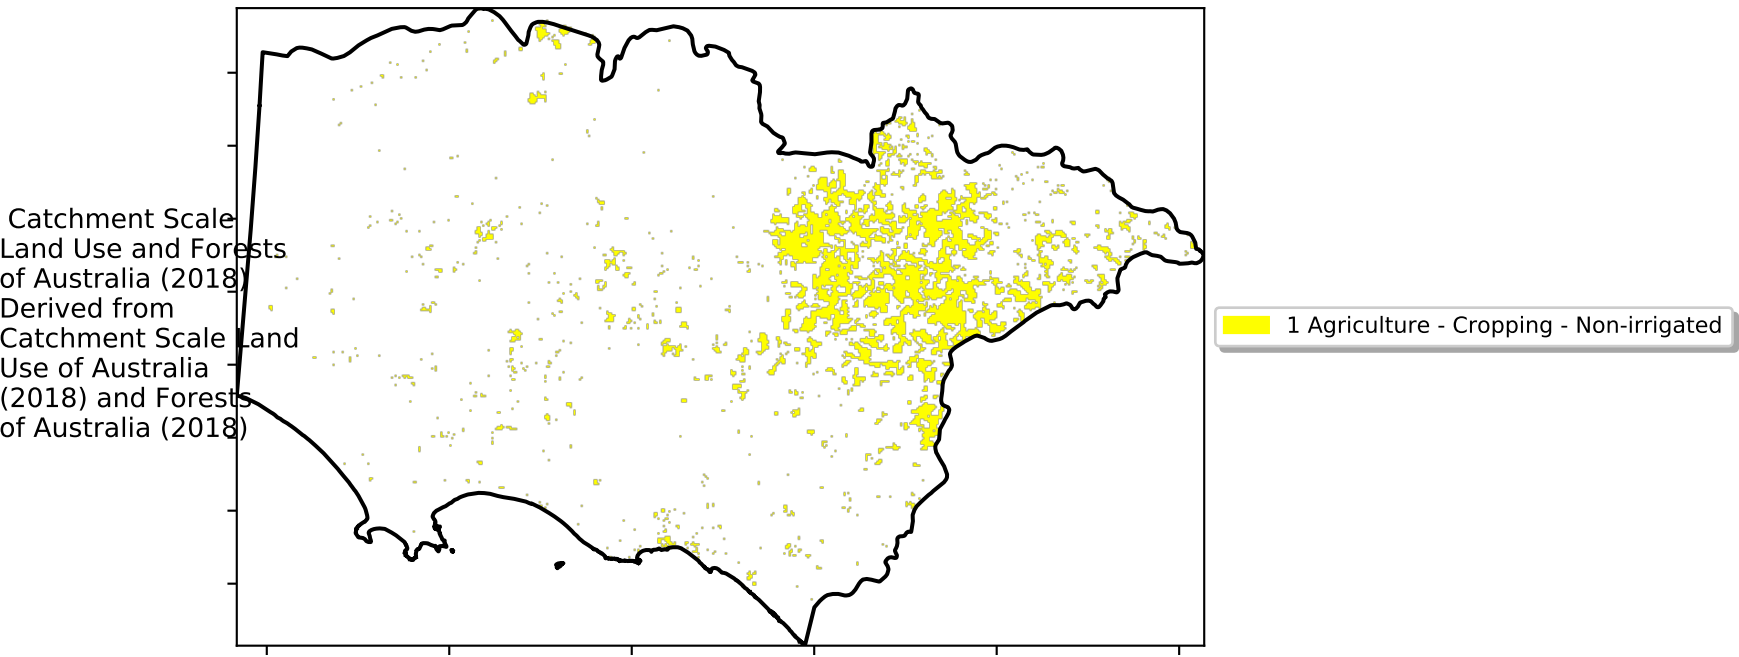 Catchment Scale
Land Use and Forests
of Australia (2018)
Derived from
Catchment Scale Land
Use of Australia
(2018) and Forests
of Australia (2018)
1 Agriculture - Cropping - Non-irrigated